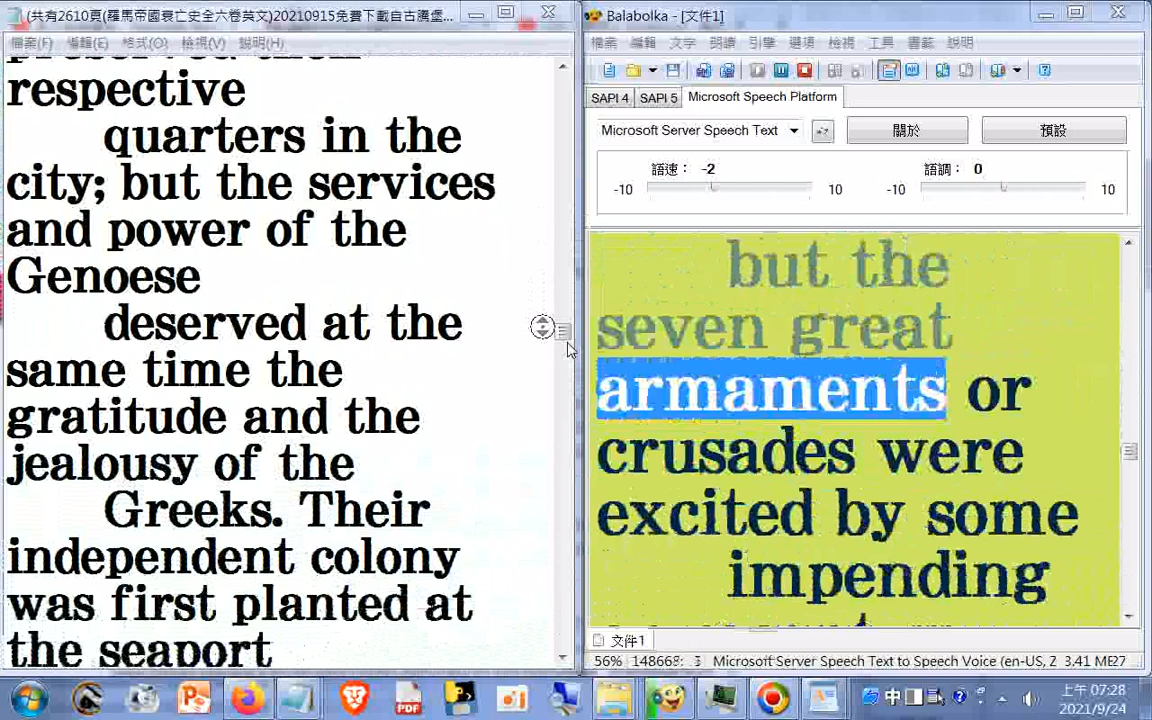 (共有2610頁(羅馬帝國衰亡史全六卷英文)20210915免費下載自古騰堡...
檔案(F) 編輯(E) 格式(O) 檢視(V) 說明(H)
respective
quarters in the
city; but the services
and power of the
Genoese
deserved at the
same time the
gratitude and the
jealousy of the
Greeks. Their
independent colony
was first planted at
the seaport
Balabolka - [文件1]
檔案 編輯 文字 朗讀 引擎 選項 檢視 工具 書籤 說明
SAPI 4 SAPI 5 Microsoft Speech Platform
Microsoft Server Speech Text 關於 預設
語速: -2 語調: 0
-10 10 -10 10
but the
seven great
armaments or
crusades were
excited by some
impending
文件1
56% Microsoft Server Speech Text to Speech Voice (en-US, Z
中
上午 07:28
2021/9/24